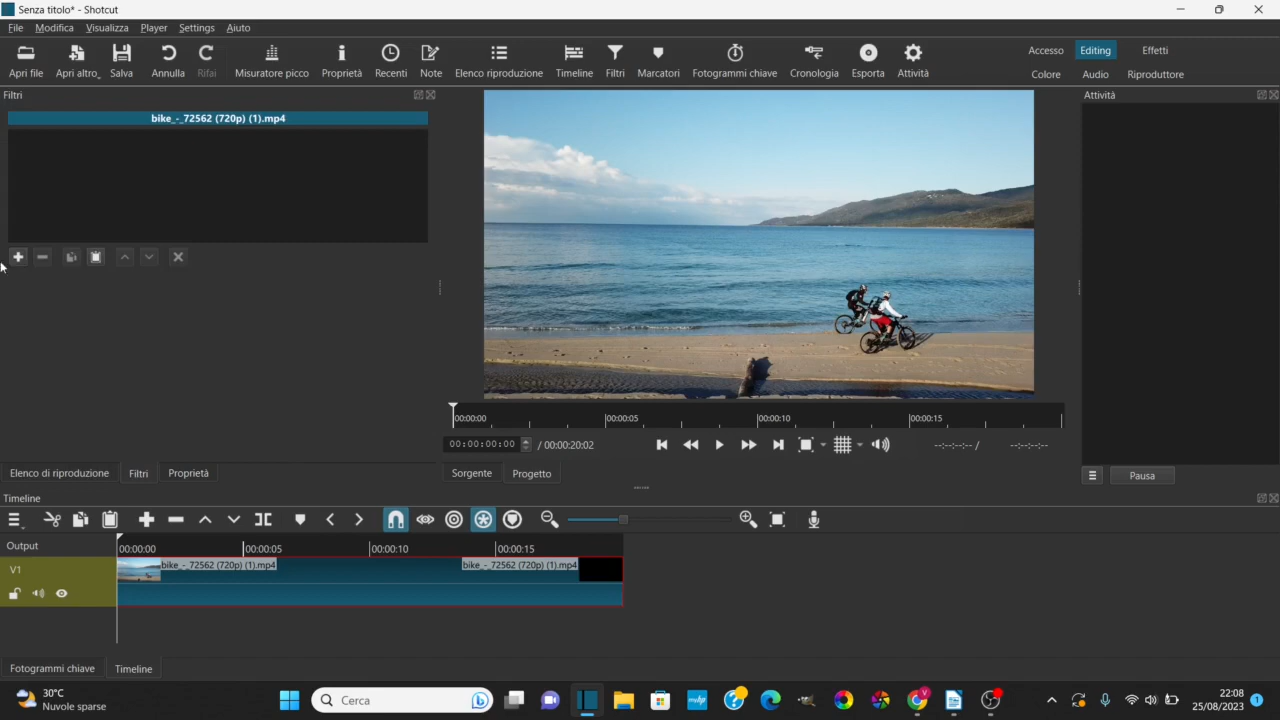 Senza titolo* - Shotcut
File Modifica Visualizza Player Settings Aiuto
Apri file Apri altro Salva Annulla Rifai Misuratore picco Proprietà Recenti Note Elenco riproduzione Timeline Filtri Marcatori Fotogrammi chiave Cronologia Esporta Attività
Accesso Editing Effetti
Colore Audio Riproduttore
Filtri
Attività
bike_-_72562 (720p) (1).mp4
00:00:00 00:00:05 00:00:10 00:00:15
00:00:00:00 / 00:00:20:02
--:--:--:-- / --:--:--:--
Elenco di riproduzione Filtri Proprietà
Sorgente Progetto
Pausa
Timeline
Output
00:00:00 00:00:05 00:00:10 00:00:15
V1
bike_-_72562 (720p) (1).mp4 bike_-_72562 (720p) (1).mp4
Fotogrammi chiave Timeline
30°C
Nuvole sparse
Cerca
mhp
V
22:08
25/08/2023
1